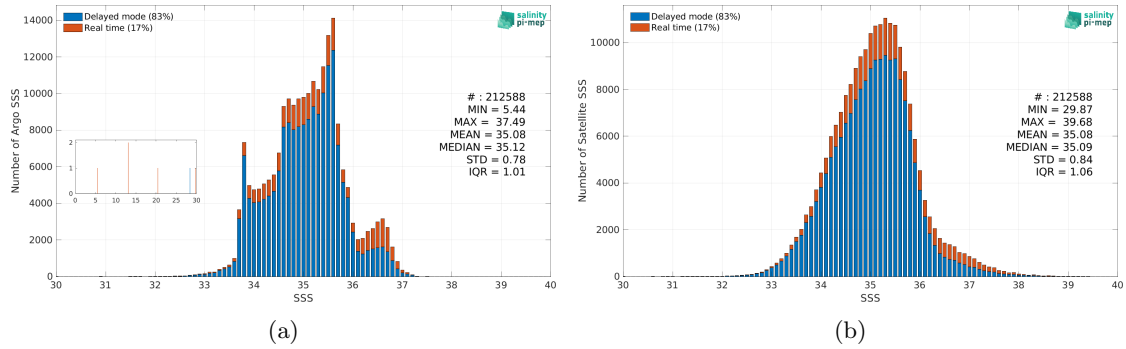 Delayed mode (83%)
Real time (17%)
salinity
pi-mep
14000
12000
10000
8000
6000
4000
2000
0
Number of Argo SSS
# : 212588
MIN = 5.44
MAX = 37.49
MEAN = 35.08
MEDIAN = 35.12
STD = 0.78
IQR = 1.01
2
1
0
0 5 10 15 20 25 30
30 31 32 33 34 35 36 37 38 39 40
SSS
(a)
Delayed mode (83%)
Real time (17%)
salinity
pi-mep
10000
8000
6000
4000
2000
0
Number of Satellite SSS
# : 212588
MIN = 29.87
MAX = 39.68
MEAN = 35.08
MEDIAN = 35.09
STD = 0.84
IQR = 1.06
30 31 32 33 34 35 36 37 38 39 40
SSS
(b)